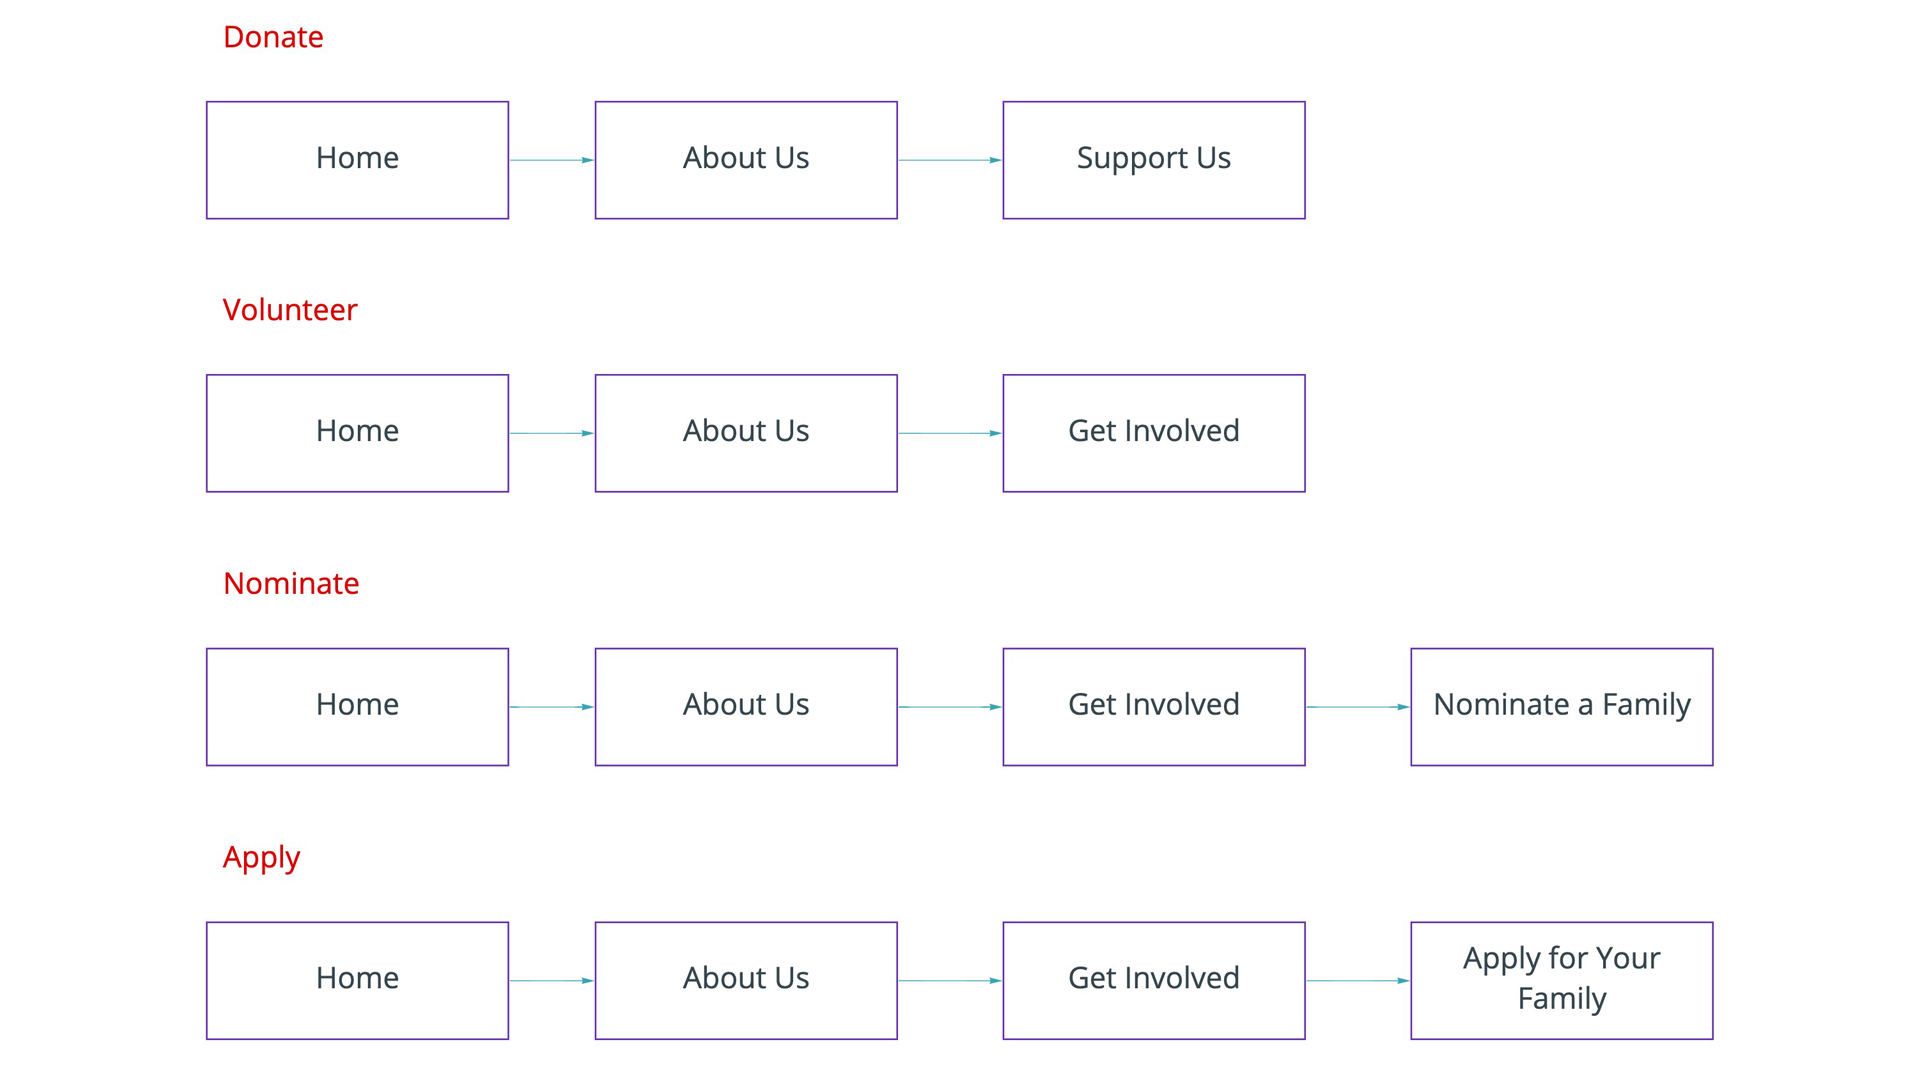 Donate
Home
About Us
Support Us
Volunteer
Home
About Us
Get Involved
Nominate
Home
About Us
Get Involved
Nominate a Family
Apply
Home
About Us
Get Involved
Apply for Your
Family